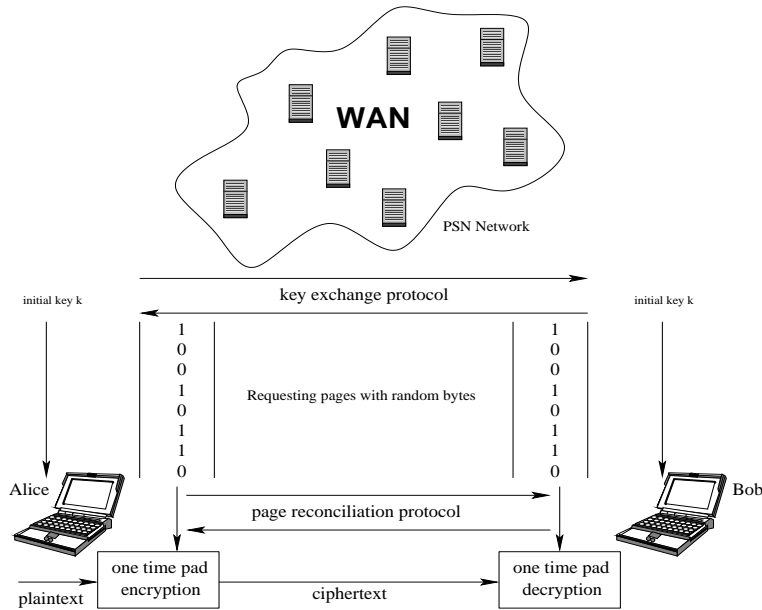 WAN
PSN Network
key exchange protocol
initial key k
initial key k
1
0
0
1
0
1
1
0
Requesting pages with random bytes
1
0
0
1
0
1
1
0
Alice
Bob
page reconciliation protocol
one time pad
encryption
one time pad
decryption
plaintext
ciphertext